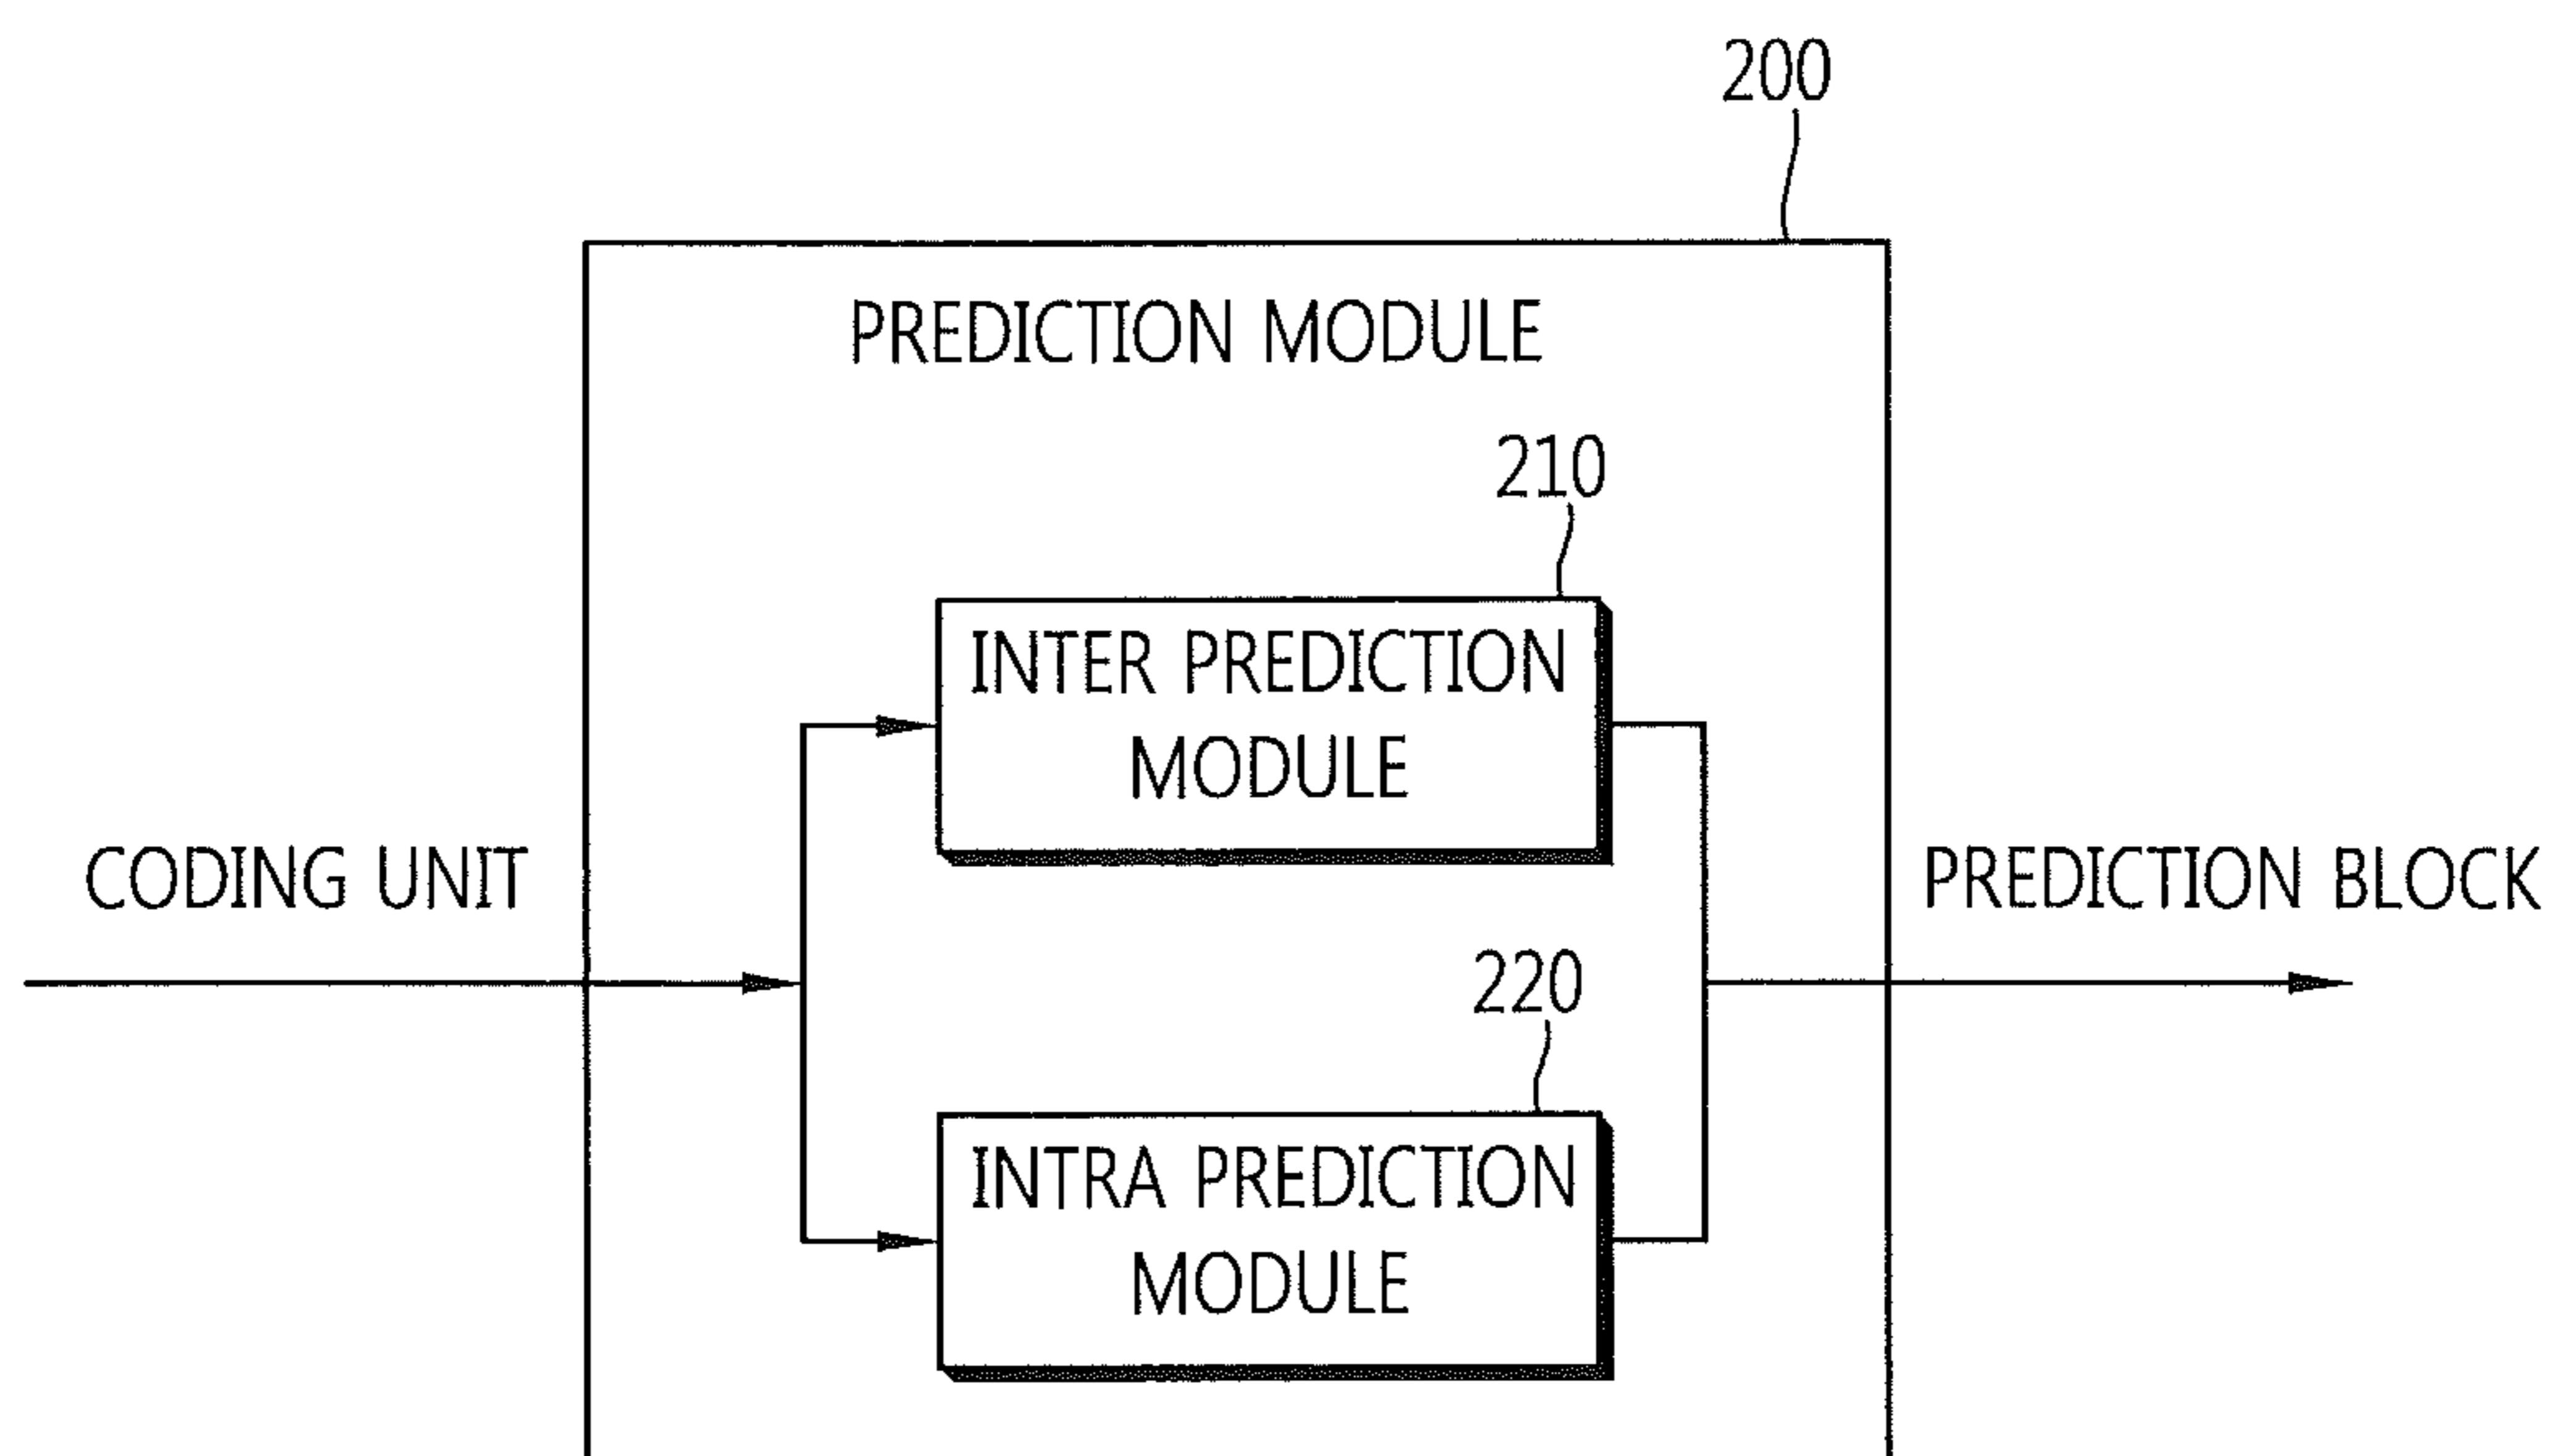 200
PREDICTION MODULE
210
INTER PREDICTION
MODULE
CODING UNIT
PREDICTION BLOCK
220
INTRA PREDICTION
MODULE